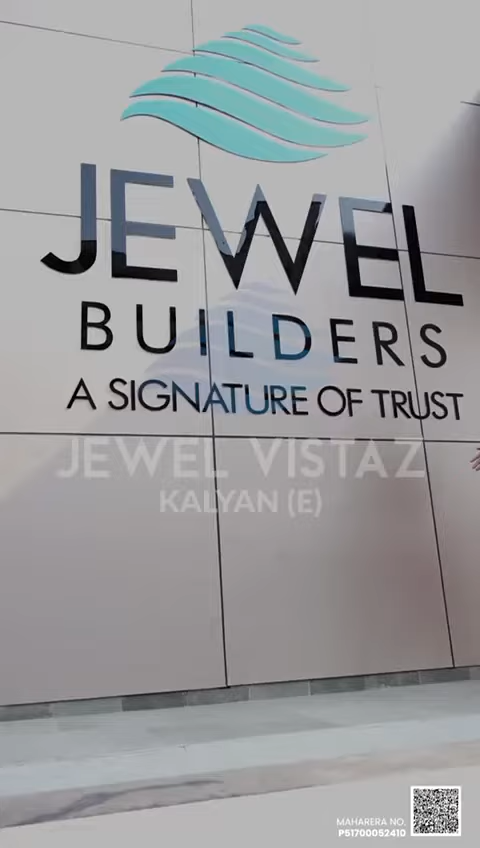 JEWEL
BUILDERS
A SIGNATURE OF TRUST
JEWEL VISTAZ
KALYAN (E)
MAHARERA NO.
P51700052410